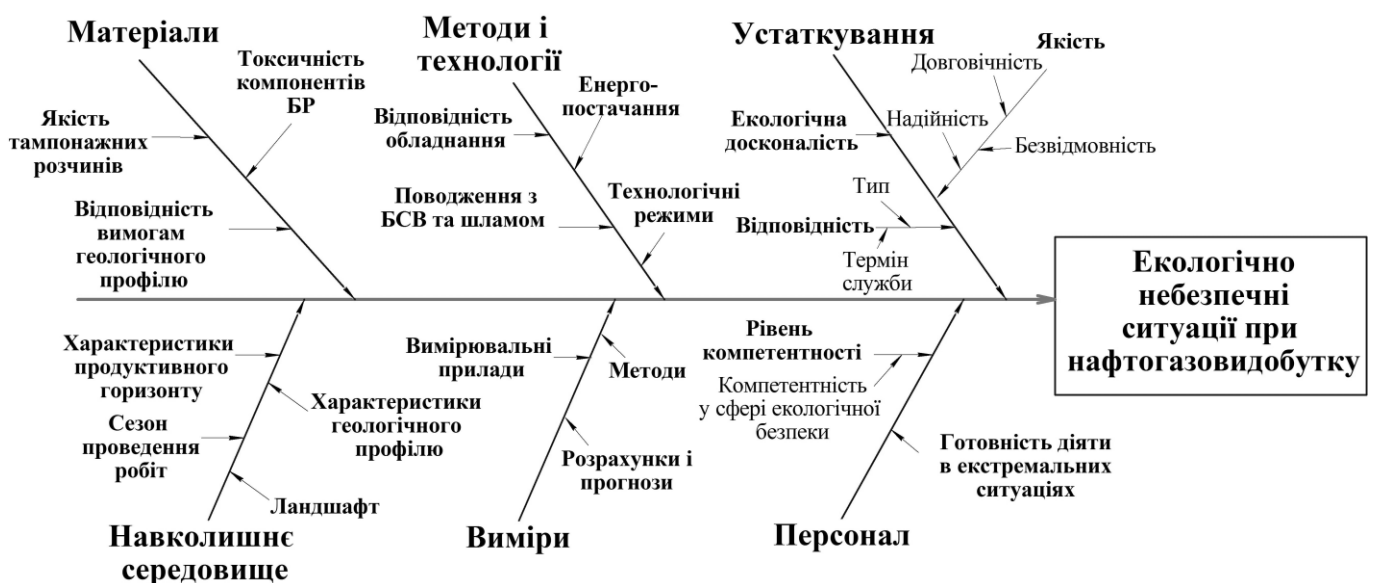 Матеріали
Токсичність
компонентів
БР
Якість
тампонажних
розчинів
Відповідність
вимогам
геологічного
профілю
Методи і
технології
Енерго-
постачання
Відповідність
обладнання
Поводження з
БСВ та шламом
Технологічні
режими
Устаткування
Якість
Довговічність
Надійність
Безвідмовність
Екологічна
досконалість
Тип
Відповідність
Термін
служби
Екологічно
небезпечні
ситуації при
нафтогазовидобутку
Характеристики
продуктивного
горизонту
Характеристики
геологічного
профілю
Сезон
проведення
робіт
Ландшафт
Навколишнє
середовище
Вимірювальні
прилади
Методи
Розрахунки і
прогнози
Виміри
Рівень
компетентності
Компетентність
у сфері екологічної
безпеки
Готовність діяти
в екстремальних
ситуаціях
Персонал